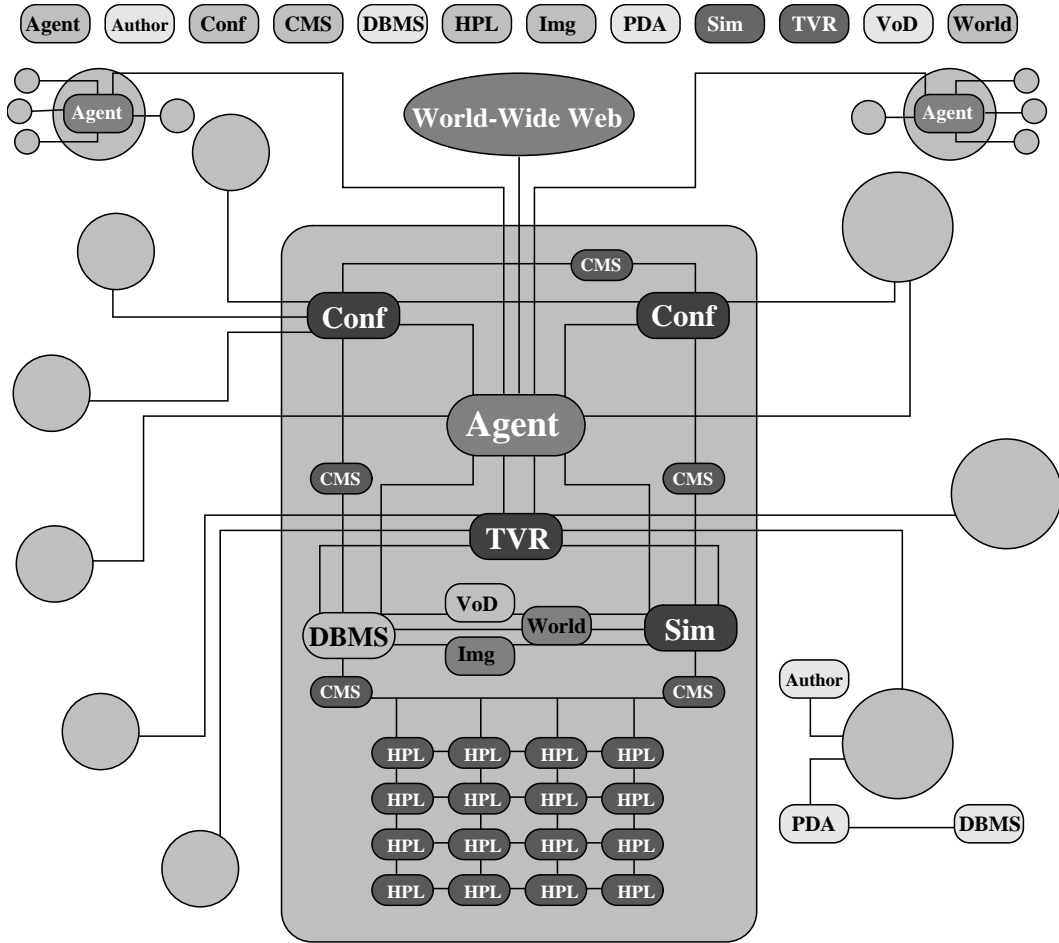 Agent Author Conf CMS DBMS HPL Img PDA Sim TVR VoD World
Agent World-Wide Web Agent
CMS
Conf Conf
Agent
CMS CMS
TVR
VoD
World
DBMS Sim
Img
Author
CMS CMS
HPL HPL HPL HPL
HPL HPL HPL HPL
PDA DBMS
HPL HPL HPL HPL
HPL HPL HPL HPL